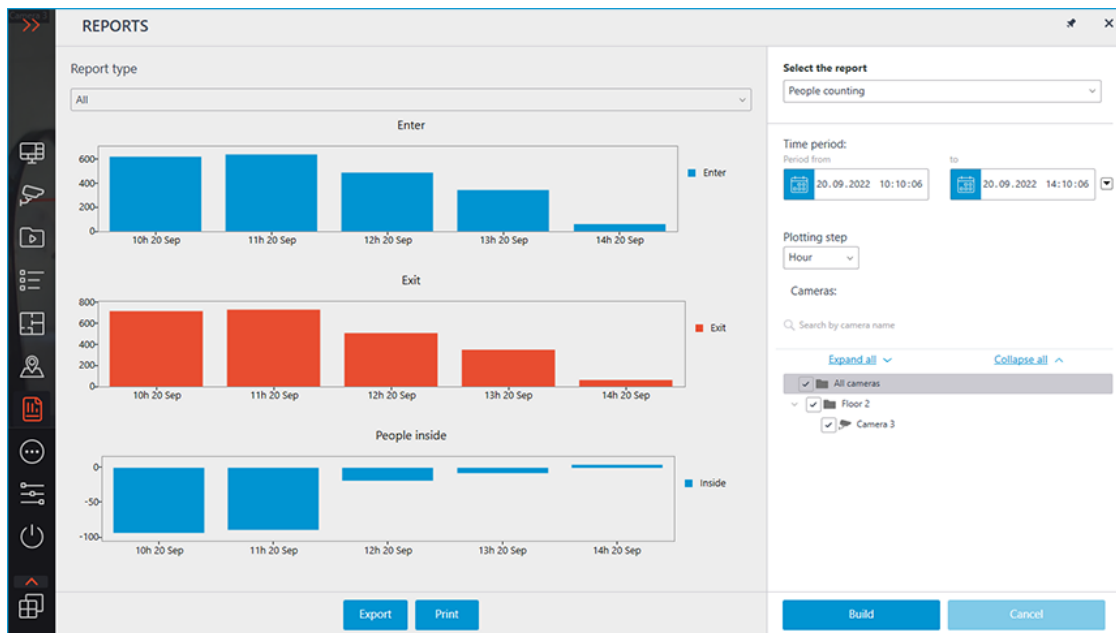 REPORTS
Report type
All
Enter
600
400
200
0
10h 20 Sep 11h 20 Sep 12h 20 Sep 13h 20 Sep 14h 20 Sep
Enter
Exit
800
600
400
200
0
10h 20 Sep 11h 20 Sep 12h 20 Sep 13h 20 Sep 14h 20 Sep
Exit
People inside
0
-50
-100
10h 20 Sep 11h 20 Sep 12h 20 Sep 13h 20 Sep 14h 20 Sep
Inside
Export Print
Select the report
People counting
Time period:
Period from to
20.09.2022 10:10:06 20.09.2022 14:10:06
Plotting step
Hour
Cameras:
Search by camera name
Expand all Collapse all
All cameras
Floor 2
Camera 3
Build Cancel